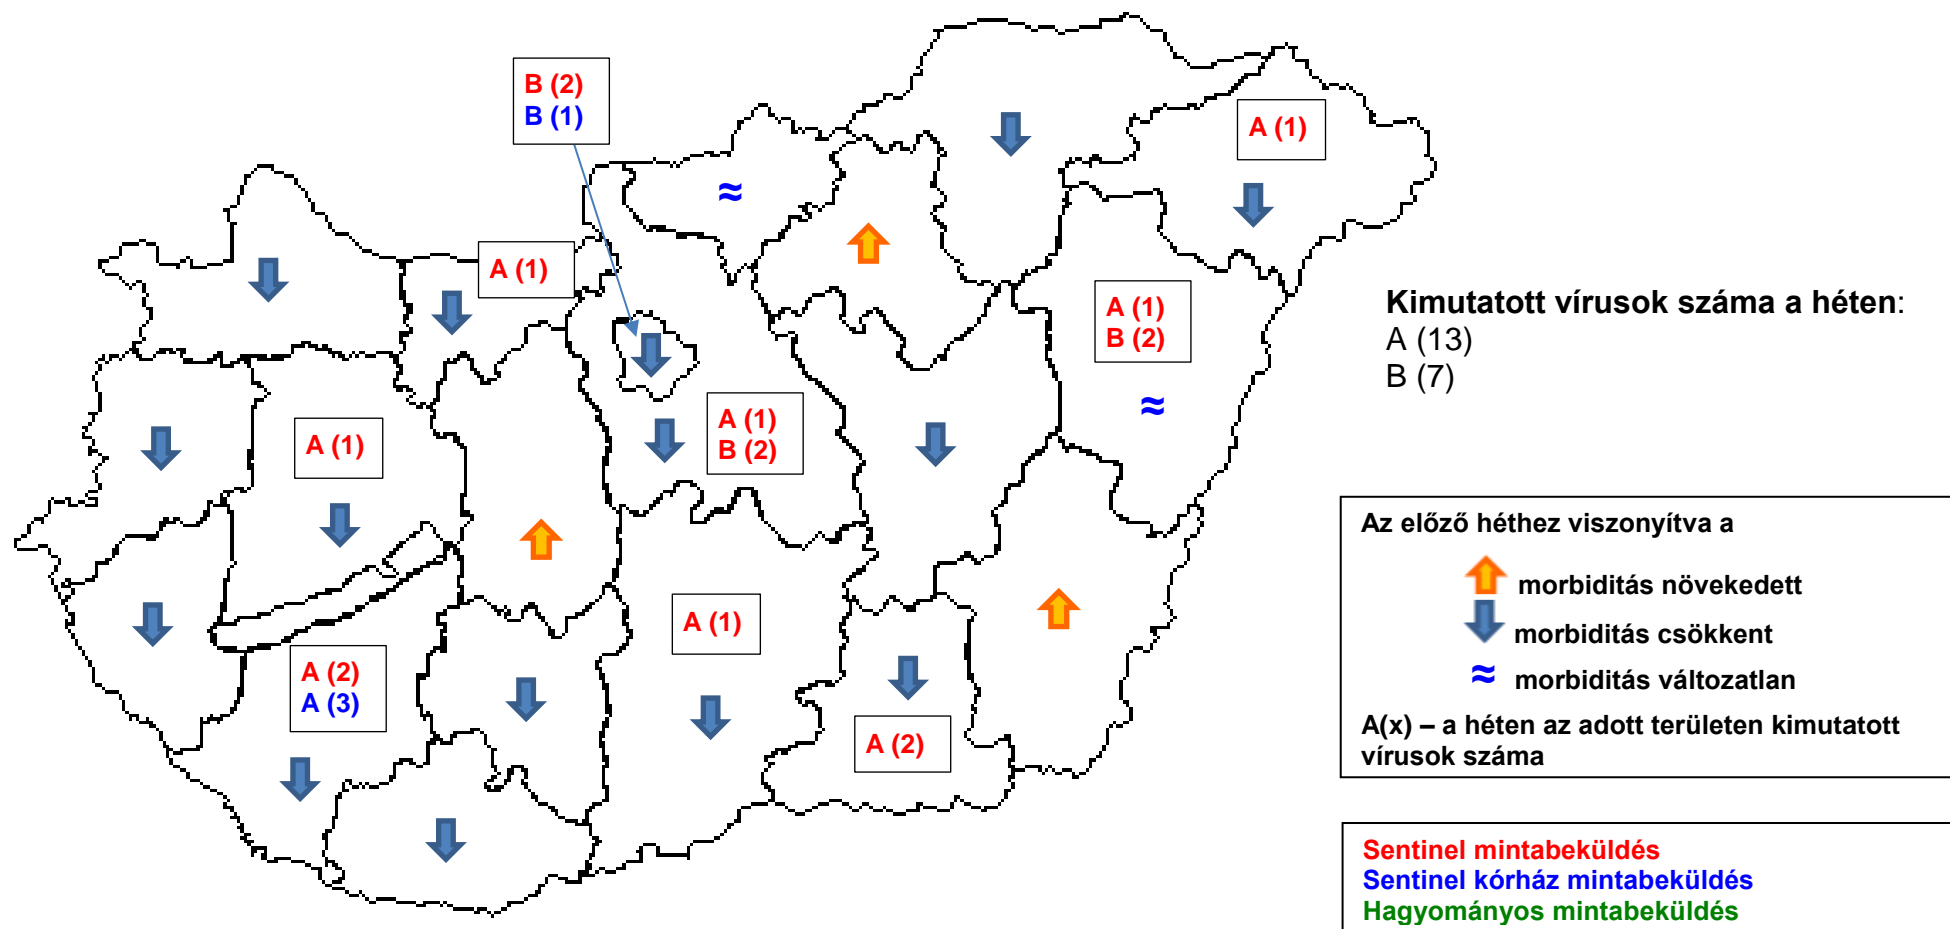 B (2)
B (1)
A (1)
A (1)
A (1)
B (2)
A (1)
A (1)
B (2)
A (1)
A (2)
A (3)
A (2)
Kimutatott vírusok száma a héten:
A (13)
B (7)
Az előző héthez viszonyítva a
morbiditás növekedett
morbiditás csökkent
≈ morbiditás változatlan
A(x) – a héten az adott területen kimutatott
vírusok száma
Sentinel mintabeküldés
Sentinel kórház mintabeküldés
Hagyományos mintabeküldés